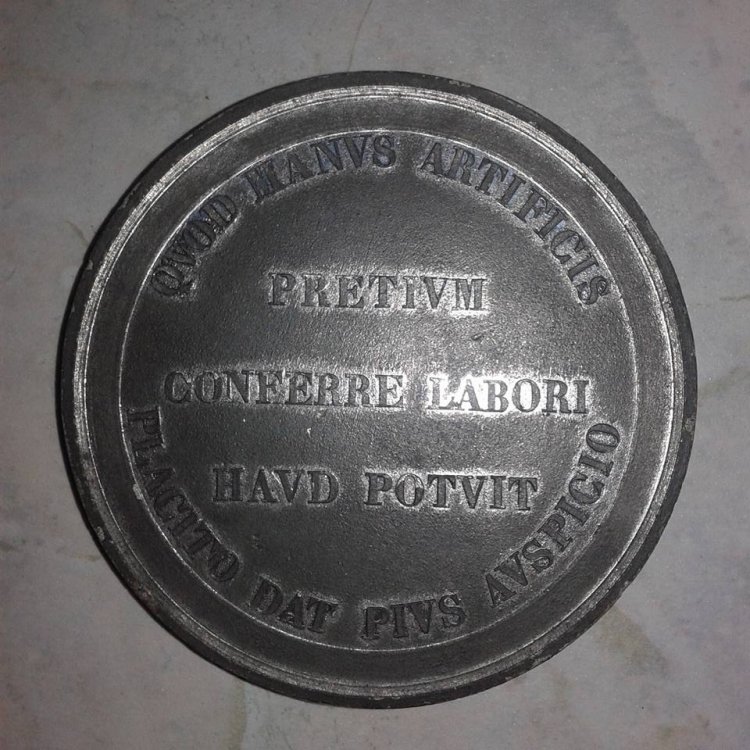 QVOD MANVS ARTIFICIS
PRETIVM
CONFERRE LABORI
HAVD POTVIT
PLACITO DAT PIVS AVSPICIO